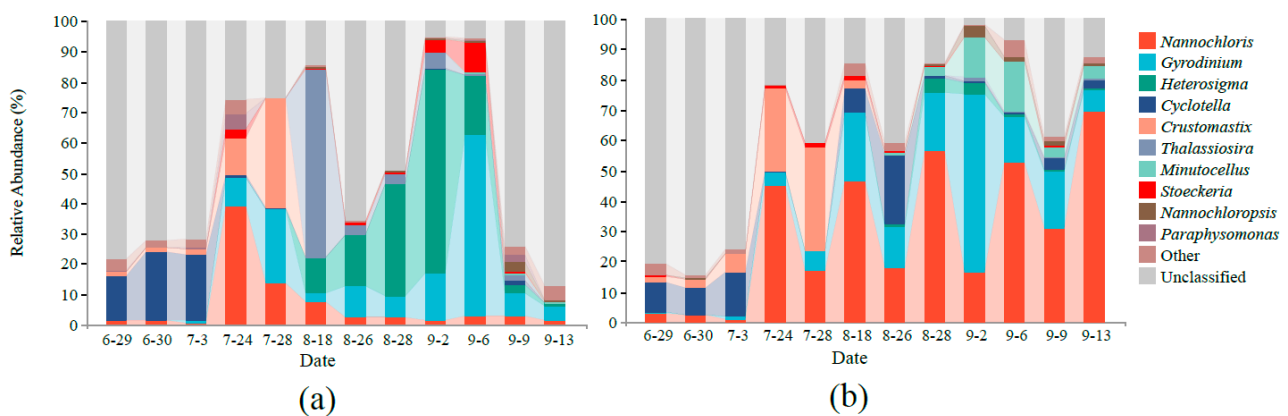 100
90
80
70
60
50
40
30
20
10
0
Relative Abundance (%)
6-29 6-30 7-3 7-24 7-28 8-18 8-26 8-28 9-2 9-6 9-9 9-13
Date
(a)
100
90
80
70
60
50
40
30
20
10
0
6-29 6-30 7-3 7-24 7-28 8-18 8-26 8-28 9-2 9-6 9-9 9-13
Date
(b)
Nannochloris
Gyrodinium
Heterosigma
Cyclotella
Crustomastix
Thalassiosira
Minutocellus
Stoeckeria
Nannochloropsis
Paraphysomonas
Other
Unclassified